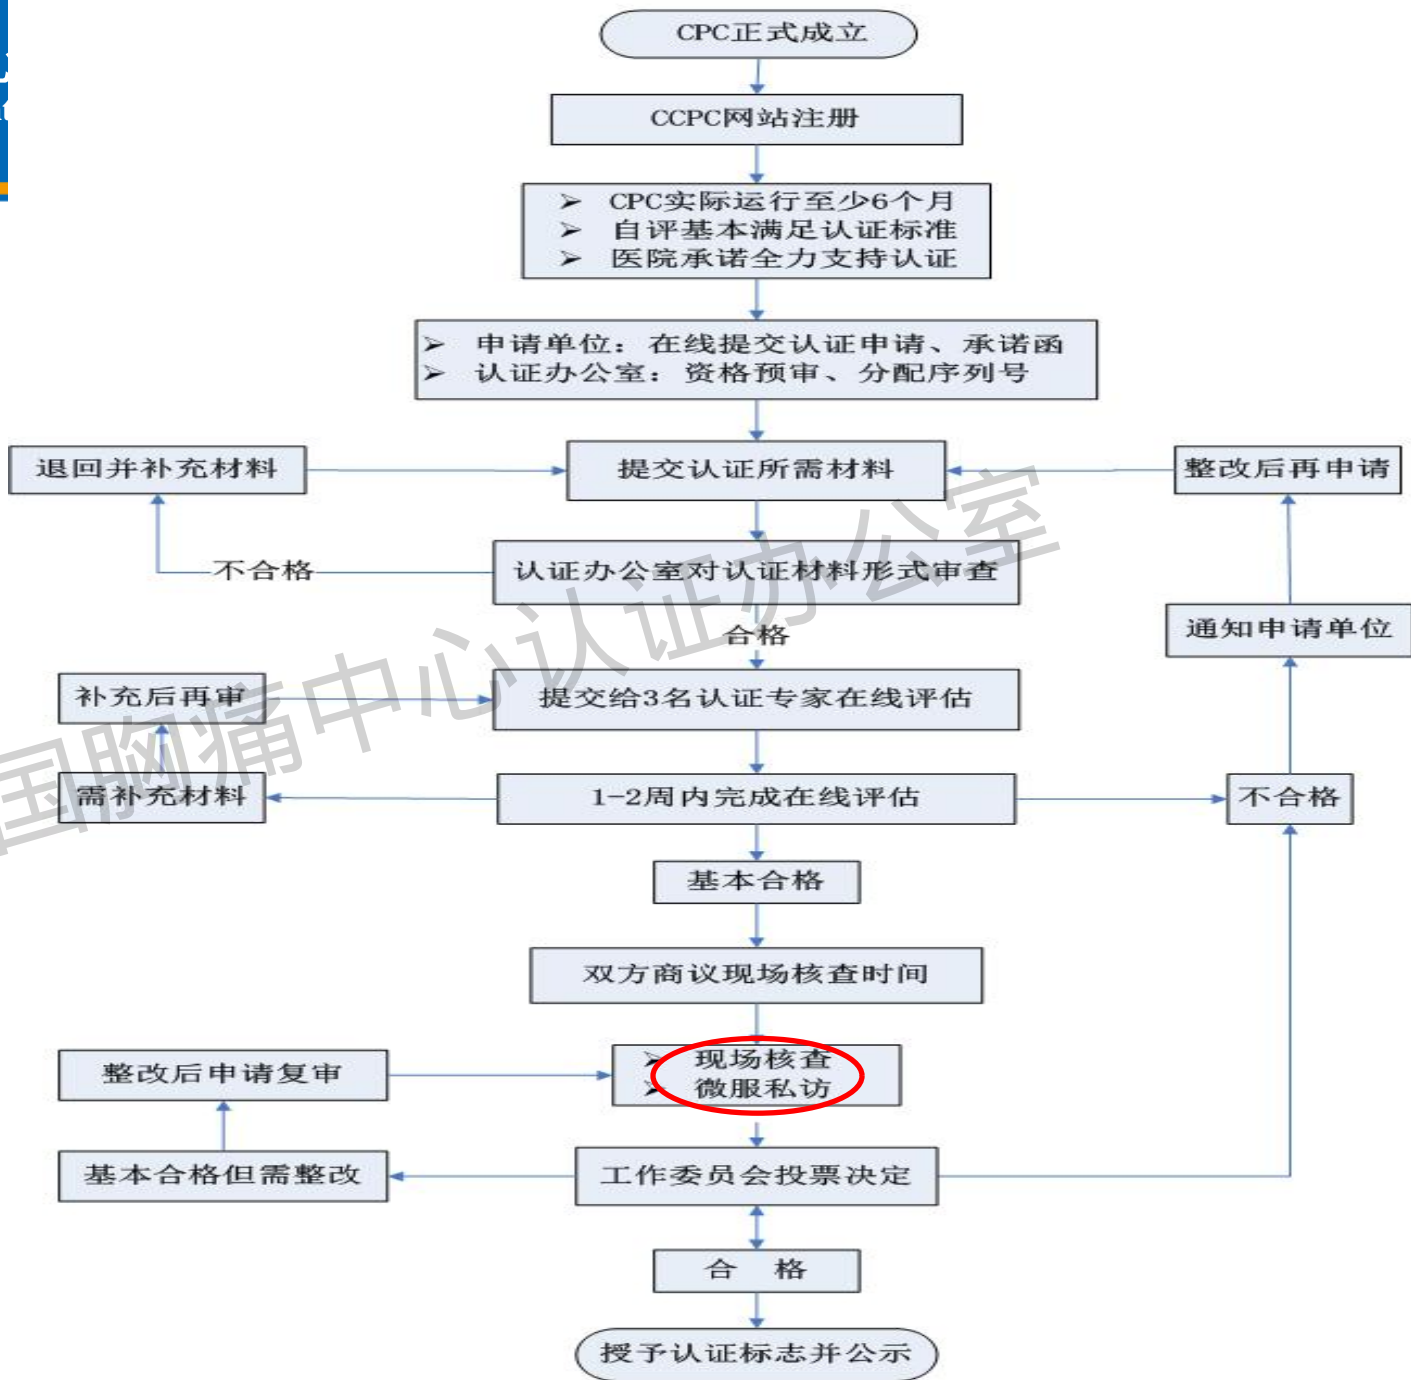 CPC正式成立
CCPC网站注册
➢ CPC实际运行至少6个月
➢ 自评基本满足认证标准
➢ 医院承诺全力支持认证
➢ 申请单位：在线提交认证申请、承诺函
➢ 认证办公室：资格预审、分配序列号
退回并补充材料
提交认证所需材料
整改后再申请
不合格
认证办公室对认证材料形式审查
合格
通知申请单位
补充后再审
提交给3名认证专家在线评估
需补充材料
1-2周内完成在线评估
不合格
基本合格
双方商议现场核查时间
整改后申请复审
➢ 现场核查
➢ 微服私访
基本合格但需整改
工作委员会投票决定
合 格
授予认证标志并公示
国胸痛中心认证办公室